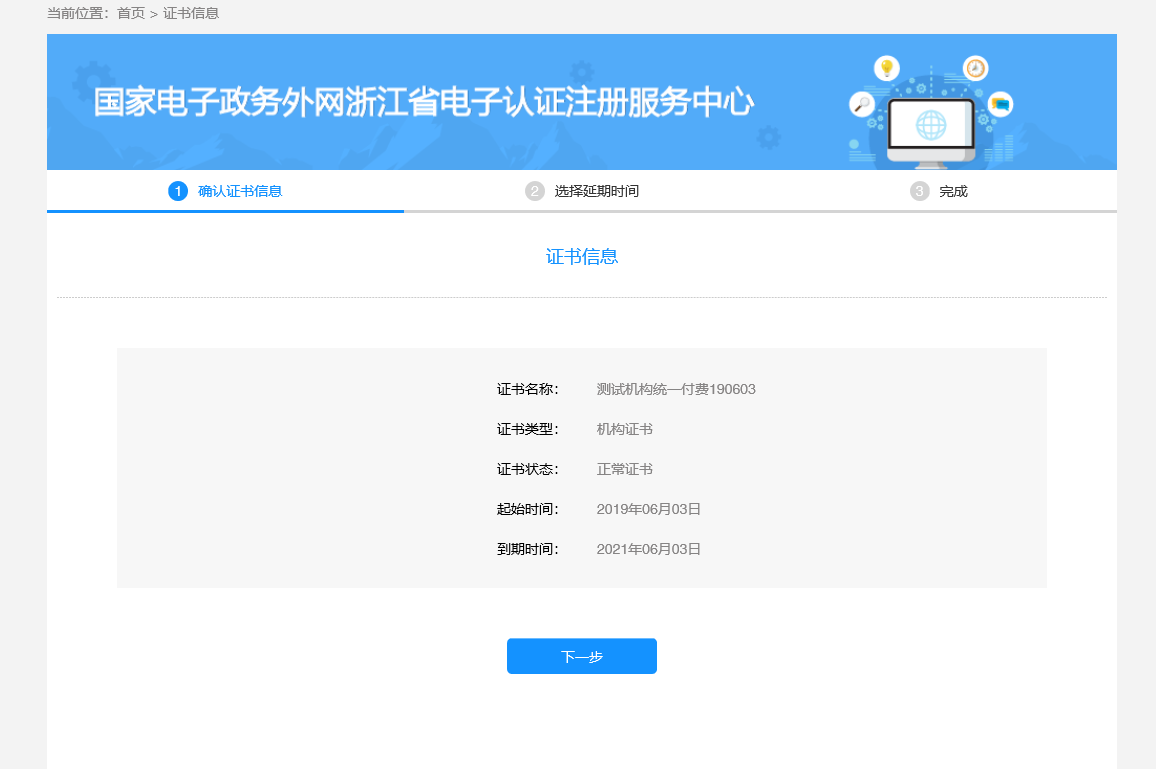 当前位置：首页 > 证书信息
国家电子政务外网浙江省电子认证注册服务中心
1 确认证书信息 2 选择延期时间 3 完成
证书信息
证书名称： 测试机构统一付费190603
证书类型： 机构证书
证书状态： 正常证书
起始时间： 2019年06月03日
到期时间： 2021年06月03日
下一步